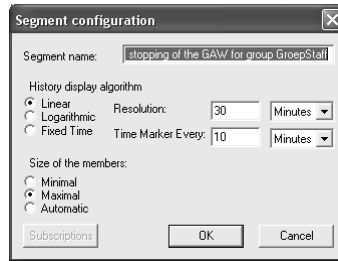 Segment configuration
Segment name: stopping of the GAW for group GroepStaff
History display algorithm
Linear
Logarithmic
Fixed Time
Resolution: 30 Minutes
Time Marker Every: 10 Minutes
Size of the members:
Minimal
Maximal
Automatic
Subscriptions OK Cancel